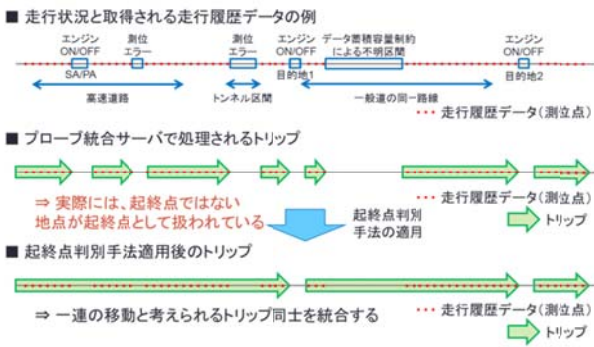 ■ 走行状況と取得される走行履歴データの例
エンジン ON/OFF
SA/PA
測位 エラー
測位 エラー
エンジン ON/OFF
目的地1
データ蓄積容量制約 による不明区間
エンジン ON/OFF
目的地2
高速道路
トンネル区間
一般道の同一路線
・・・ 走行履歴データ(測位点)
■ プローブ統合サーバで処理されるトリップ
⇒ 実際には、起終点ではない
地点が起終点として扱われている
・・・ 走行履歴データ(測位点)
トリップ
起終点判別
手法の適用
■ 起終点判別手法適用後のトリップ
⇒ 一連の移動と考えられるトリップ同士を統合する
・・・ 走行履歴データ(測位点)
トリップ